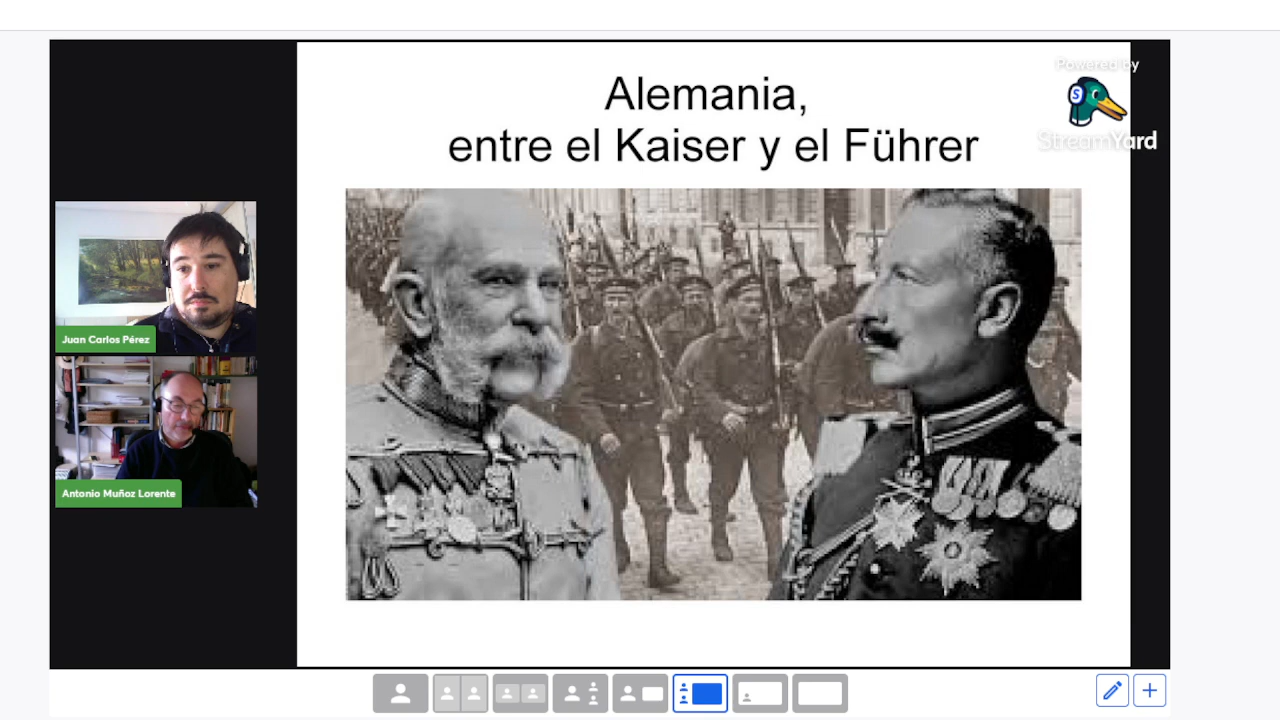 Alemania,
entre el Kaiser y el Führer
Powered by
S
StreamYard
Juan Carlos Pérez
Antonio Muñoz Lorente